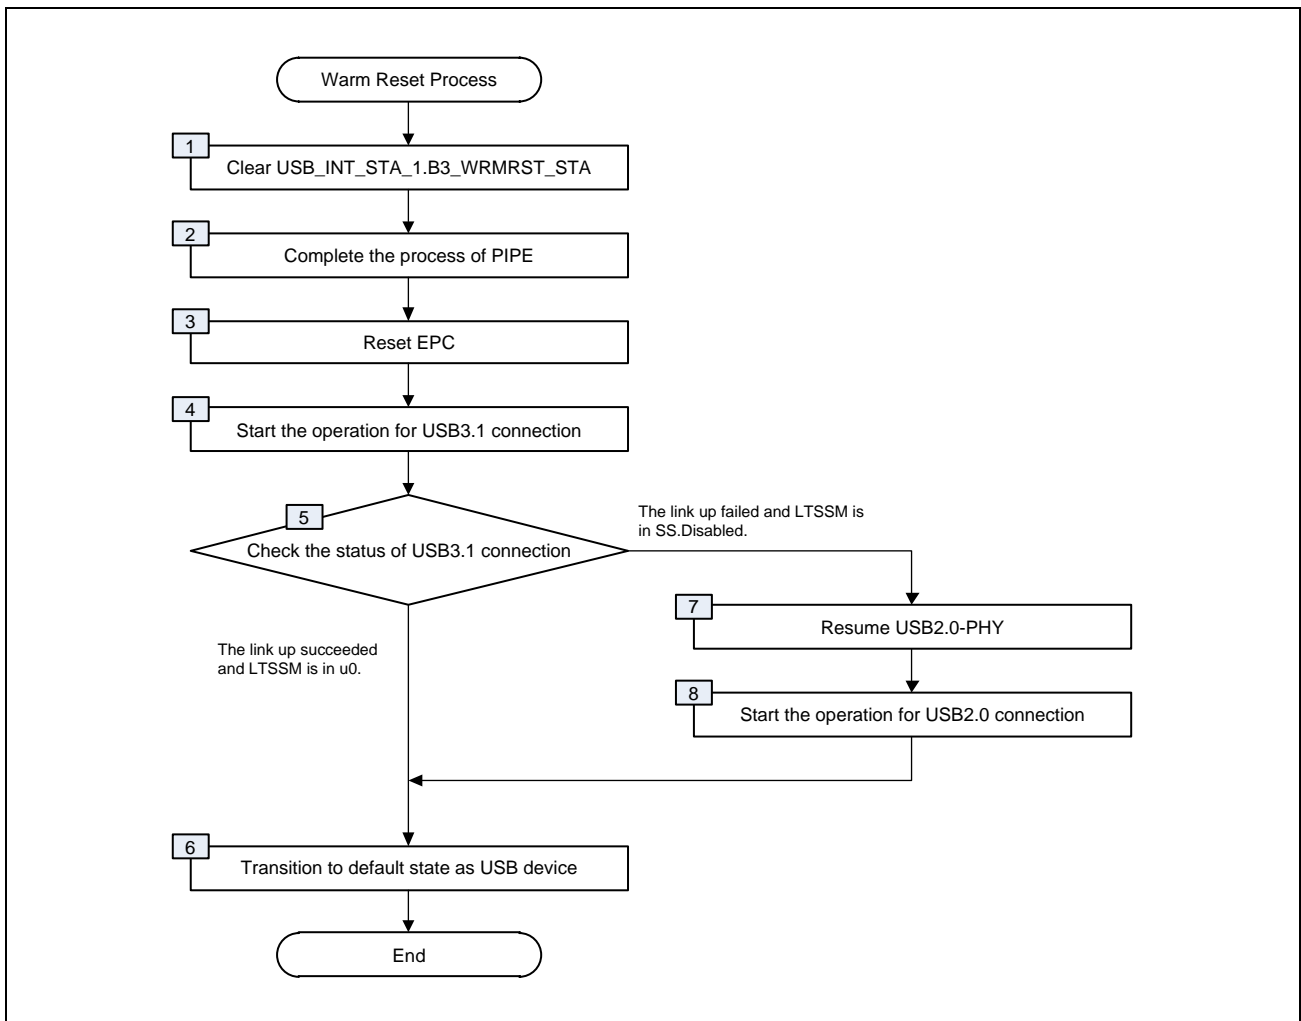 Warm Reset Process
1
Clear USB_INT_STA_1.B3_WRMRST_STA
2
Complete the process of PIPE
3
Reset EPC
4
Start the operation for USB3.1 connection
5
Check the status of USB3.1 connection
The link up failed and LTSSM is
in SS.Disabled.
7
Resume USB2.0-PHY
The link up succeeded
and LTSSM is in u0.
8
Start the operation for USB2.0 connection
6
Transition to default state as USB device
End